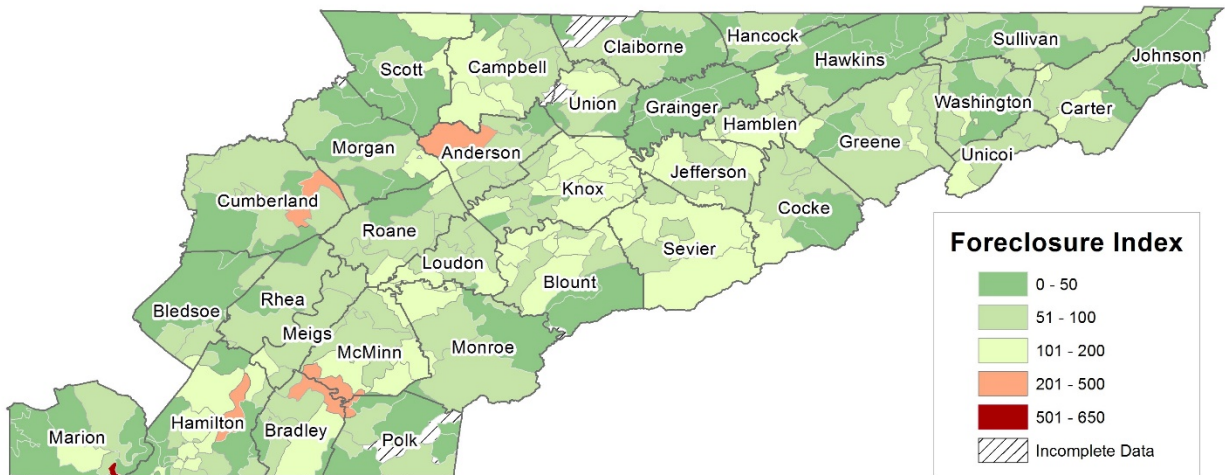 Scott
Campbell
Claiborne
Hancock
Hawkins
Sullivan
Johnson
Union
Grainger
Hamblen
Washington
Carter
Morgan
Anderson
Greene
Unicoi
Cumberland
Knox
Jefferson
Cocke
Roane
Sevier
Loudon
Blount
Bledsoe
Rhea
Meigs
McMinn
Monroe
Marion
Hamilton
Bradley
Polk
Foreclosure Index
0 - 50
51 - 100
101 - 200
201 - 500
501 - 650
Incomplete Data